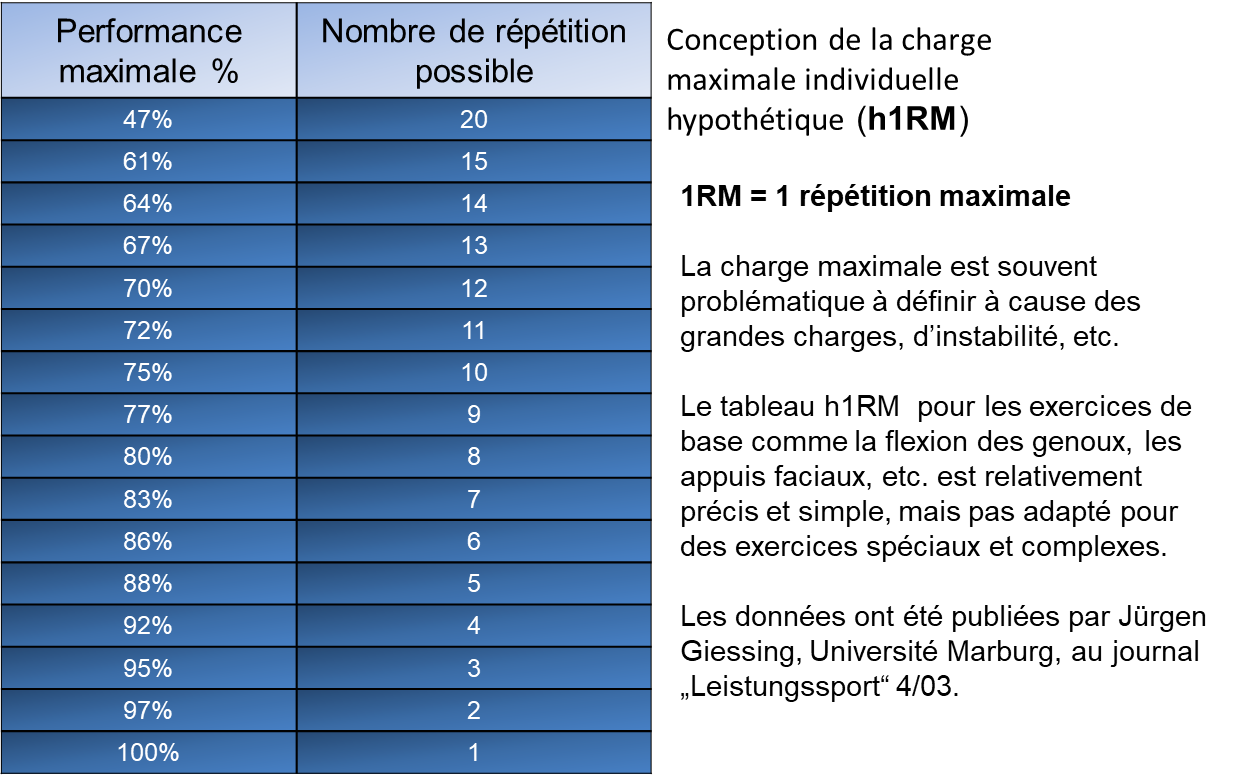 Performance maximale %	Nombre de répétition possible
47%	20
61%	15
64%	14
67%	13
70%	12
72%	11
75%	10
77%	9
80%	8
83%	7
86%	6
88%	5
92%	4
95%	3
97%	2
100%	1
Conception de la charge
maximale individuelle
hypothétique (h1RM)
1RM = 1 répétition maximale
La charge maximale est souvent
problématique à définir à cause des
grandes charges, d’instabilité, etc.
Le tableau h1RM  pour les exercices de
base comme la flexion des genoux, les
appuis faciaux, etc. est relativement
précis et simple, mais pas adapté pour
des exercices spéciaux et complexes.
Les données ont été publiées par Jürgen
Giessing, Université Marburg, au journal
„Leistungssport“ 4/03.